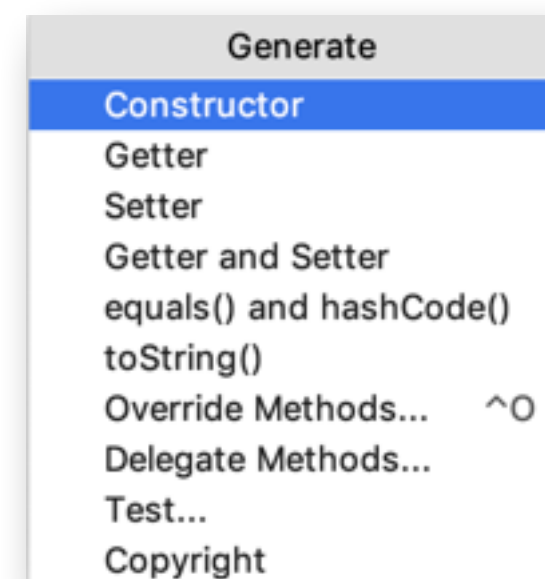 Generate
Constructor
Getter
Setter
Getter and Setter
equals() and hashCode()
toString()
Override Methods... ^O
Delegate Methods...
Test...
Copyright